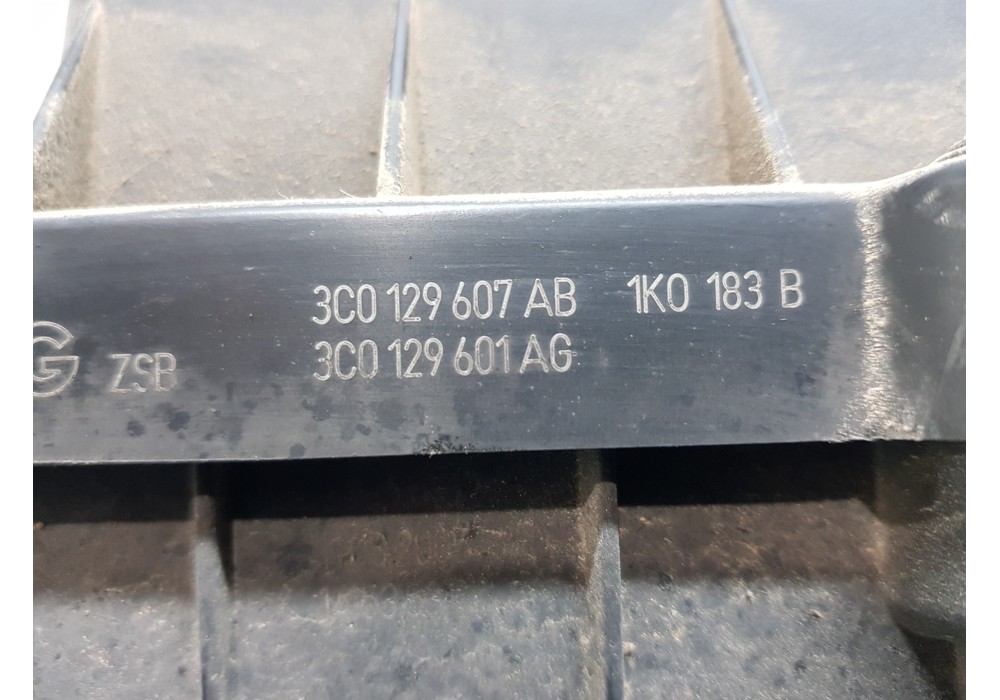 3C0 129 607 AB 1K0 183 B
G ZSB 3C0 129 601 AG